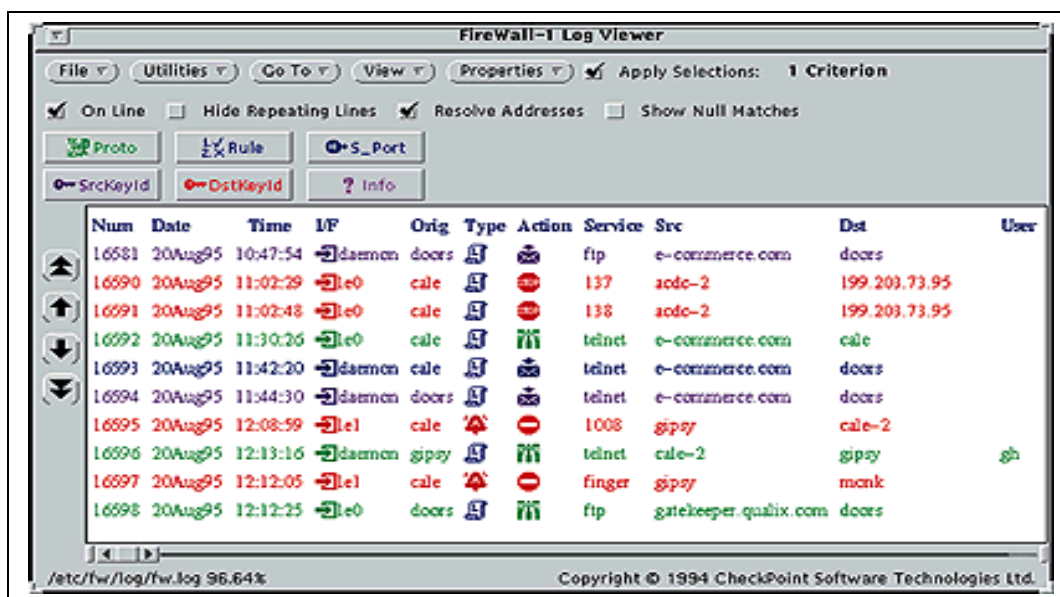 FireWall-1 Log Viewer
File Utilities Go To View Properties Apply Selections: 1 Criterion
On Line Hide Repeating Lines Resolve Addresses Show Null Matches
Proto Rule S_Port
SrcKeyId DstKeyId ? Info
Num Date Time I/F Orig Type Action Service Src Dst User
16581 20Aug95 10:47:54 daemon doors ftp e-commerce.com doors
16590 20Aug95 11:02:29 le0 cale 137 acdc-2 199.203.73.95
16591 20Aug95 11:02:48 le0 cale 138 acdc-2 199.203.73.95
16592 20Aug95 11:30:26 le0 cale telnet e-commerce.com cale
16593 20Aug95 11:42:20 daemon cale telnet e-commerce.com doors
16594 20Aug95 11:44:30 daemon doors telnet e-commerce.com doors
16595 20Aug95 12:08:59 le1 cale 1008 gipsy cale-2
16596 20Aug95 12:13:16 daemon gipsy telnet cale-2 gipsy gh
16597 20Aug95 12:12:05 le1 cale finger gipsy monk
16598 20Aug95 12:12:25 le0 doors ftp gatekeeper.qualix.com doors
/etc/fw/log/fw.log 96.64% Copyright © 1994 CheckPoint Software Technologies Ltd.